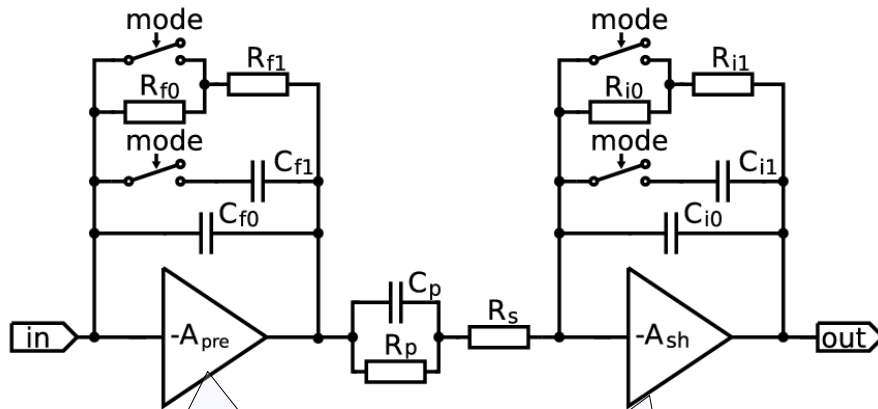 mode mode
Rf1 Ri1
Rf0 Ri0
mode mode
Cf1 Ci1
Cf0 Ci0
Cp
Rs
in -Apre Rp -Ash out